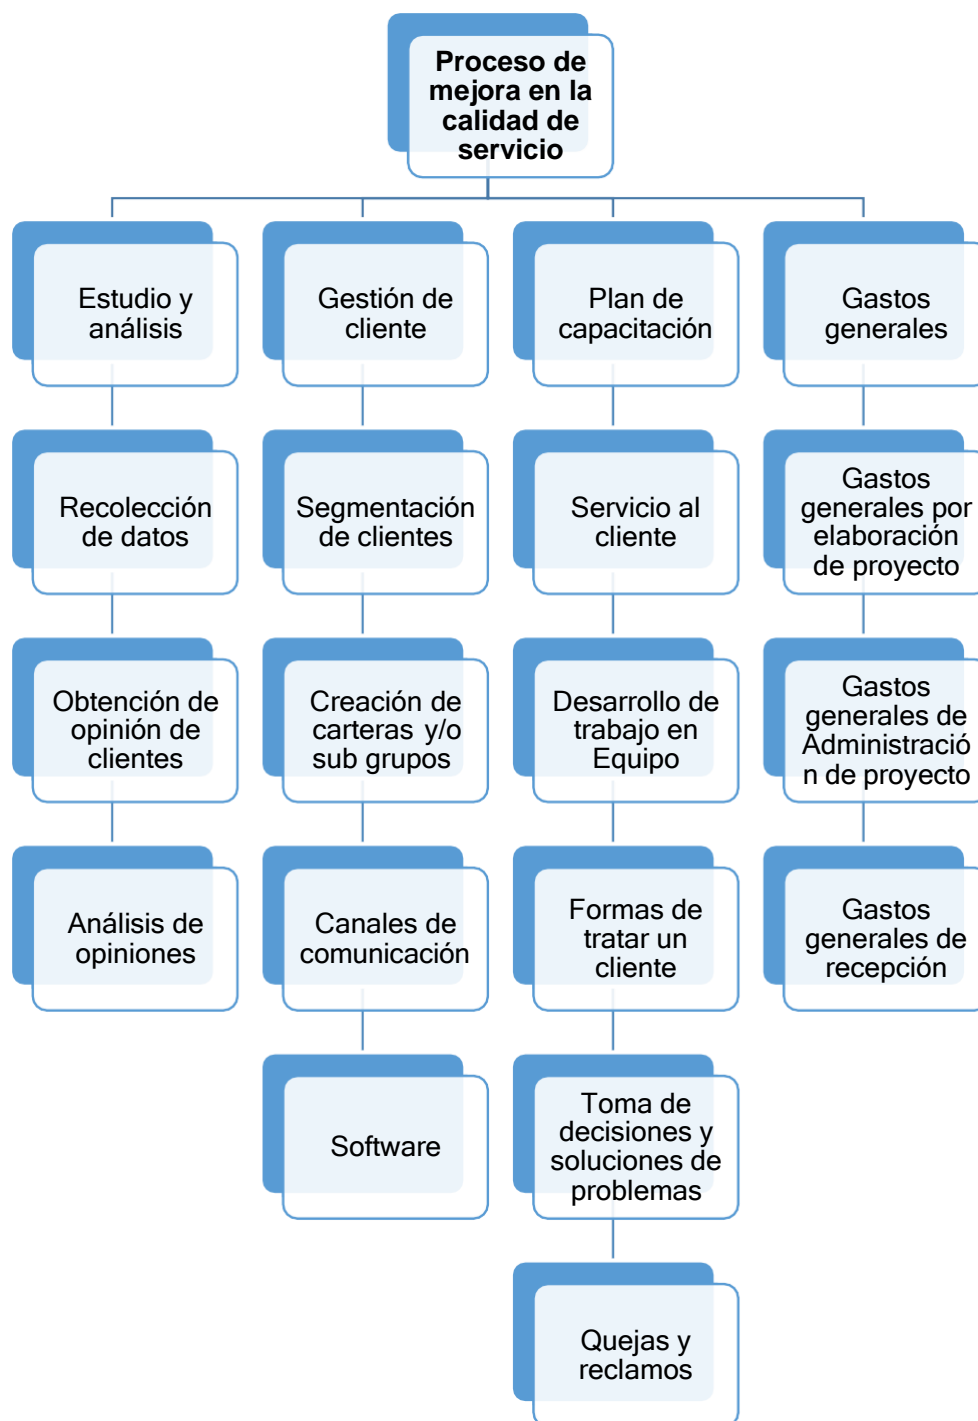 Proceso de
mejora en la
calidad de
servicio
Estudio y
análisis
Gestión de
cliente
Plan de
capacitación
Gastos
generales
Recolección
de datos
Segmentación
de clientes
Servicio al
cliente
Gastos
generales por
elaboración
de proyecto
Obtención de
opinión de
clientes
Creación de
carteras y/o
sub grupos
Desarrollo de
trabajo en
Equipo
Gastos
generales de
Administració
n de proyecto
Análisis de
opiniones
Canales de
comunicación
Formas de
tratar un
cliente
Gastos
generales de
recepción
Software
Toma de
decisiones y
soluciones de
problemas
Quejas y
reclamos